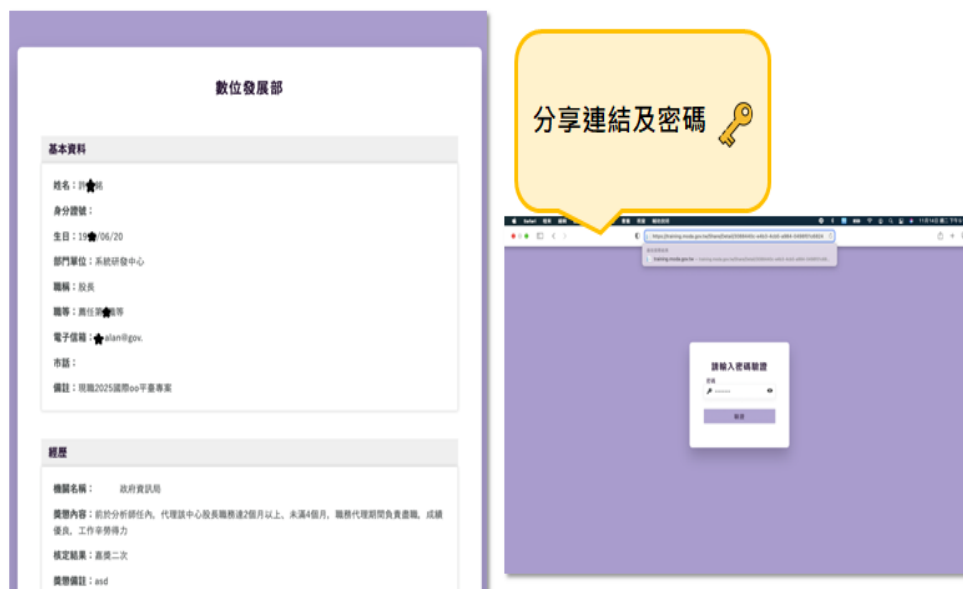 數位發展部
基本資料
姓名：許★銘
身分證號：
生日：19★/06/20
部門單位：系統研發中心
職稱：股長
職等：薦任第★職等
電子信箱：★alan@gov.
市話：
備註：現職2025國際oo平臺專案
經歷
機關名稱： 政府資訊局
獎懲內容：前於分析師任內，代理該中心股長職務達2個月以上、未滿4個月，職務代理期間負責盡職，成績
優良，工作辛勞得力
核定結果：嘉獎二次
獎懲備註：asd
分享連結及密碼
Safari
請輸入密碼驗證
密碼
驗證